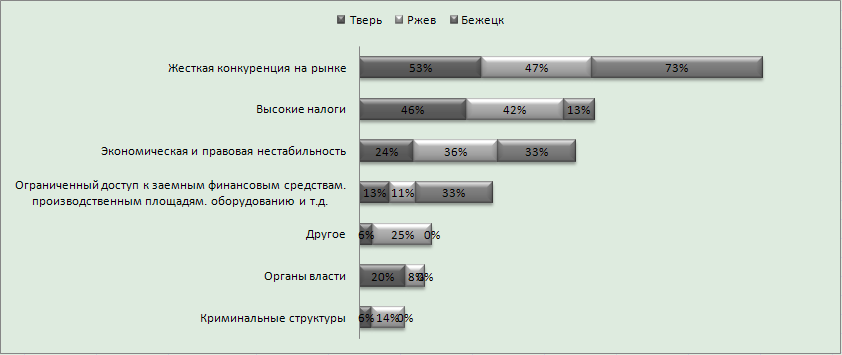 Тверь Ржев Бежецк
Жесткая конкуренция на рынке 53% 47% 73%
Высокие налоги 46% 42% 13%
Экономическая и правовая нестабильность 24% 36% 33%
Ограниченный доступ к заемным финансовым средствам.
производственным площадям. оборудованию и т.д. 13% 11% 33%
Другое 6% 25% 0%
Органы власти 20% 8% 0%
Криминальные структуры 6% 14% 0%